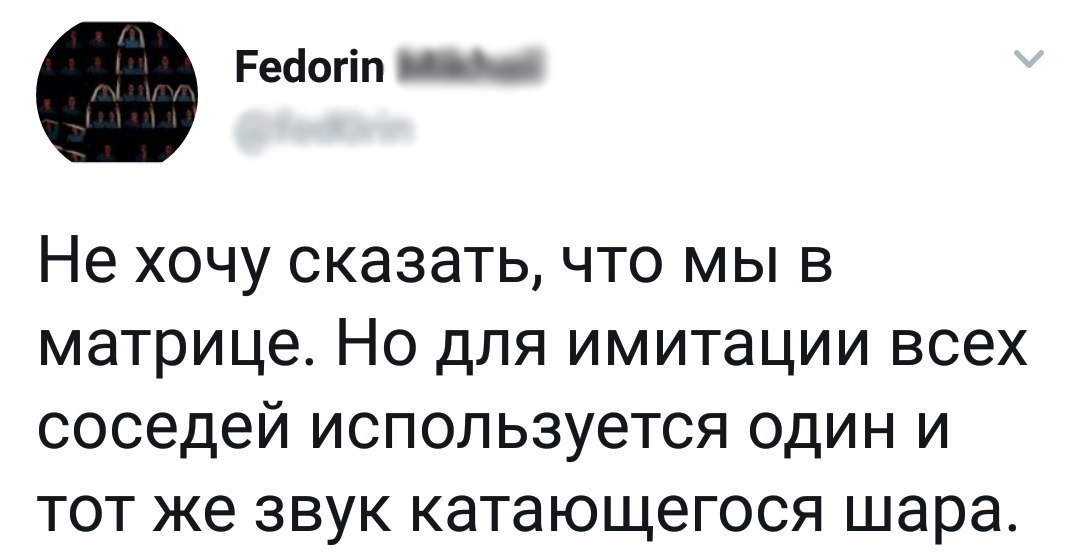 Fedorin
Не хочу сказать, что мы в
матрице. Но для имитации всех
соседей используется один и
тот же звук катающегося шара.